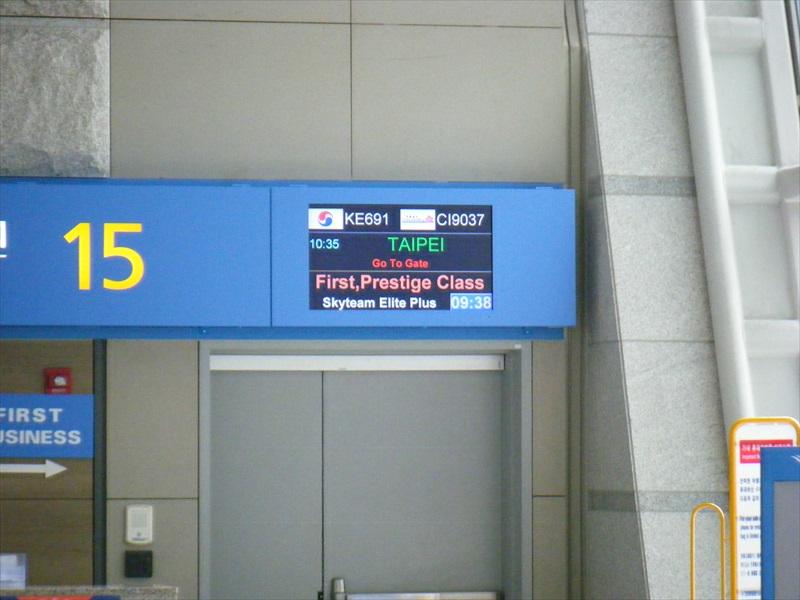 15
KE691 CI9037
10:35 TAIPEI
Go To Gate
First,Prestige Class
Skyteam Elite Plus 09:38
FIRST
USINESS